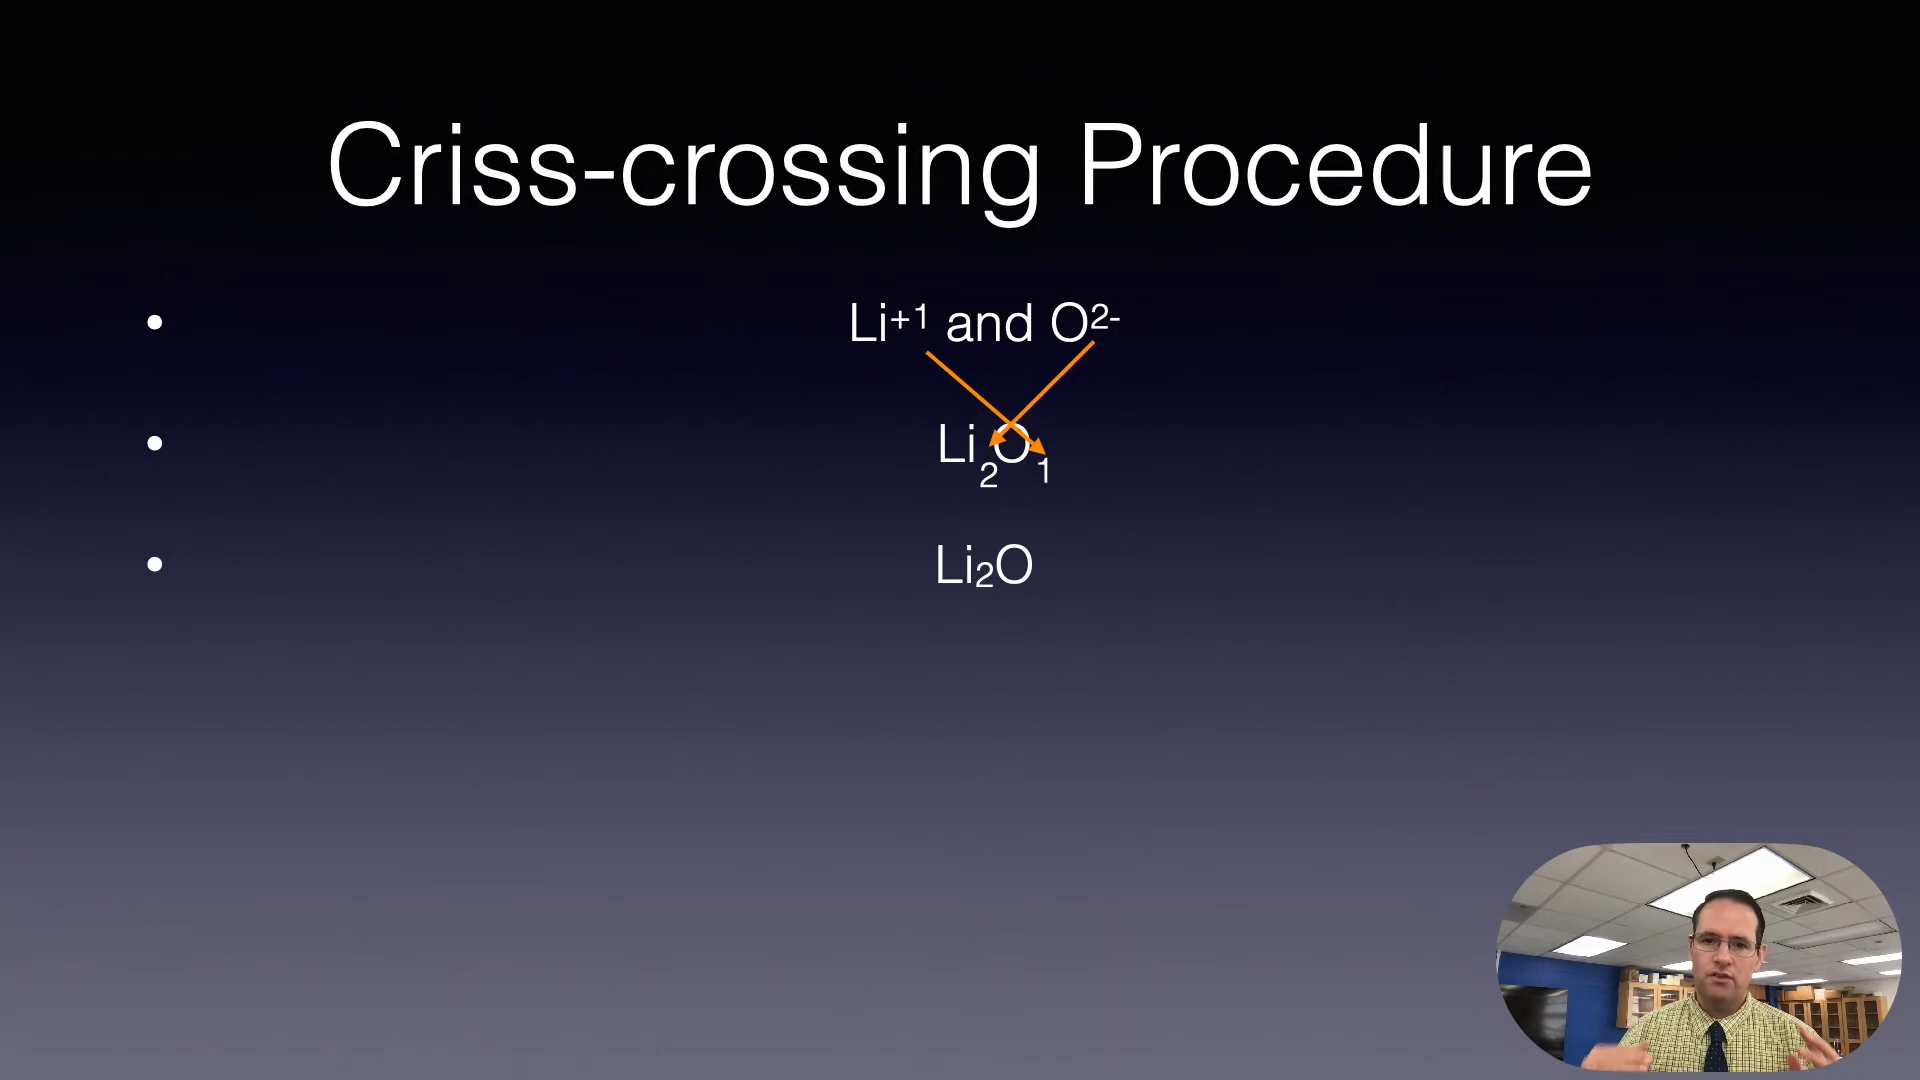 Criss-crossing Procedure
• Li⁺¹ and O²⁻
• Li₂O₁
• Li₂O